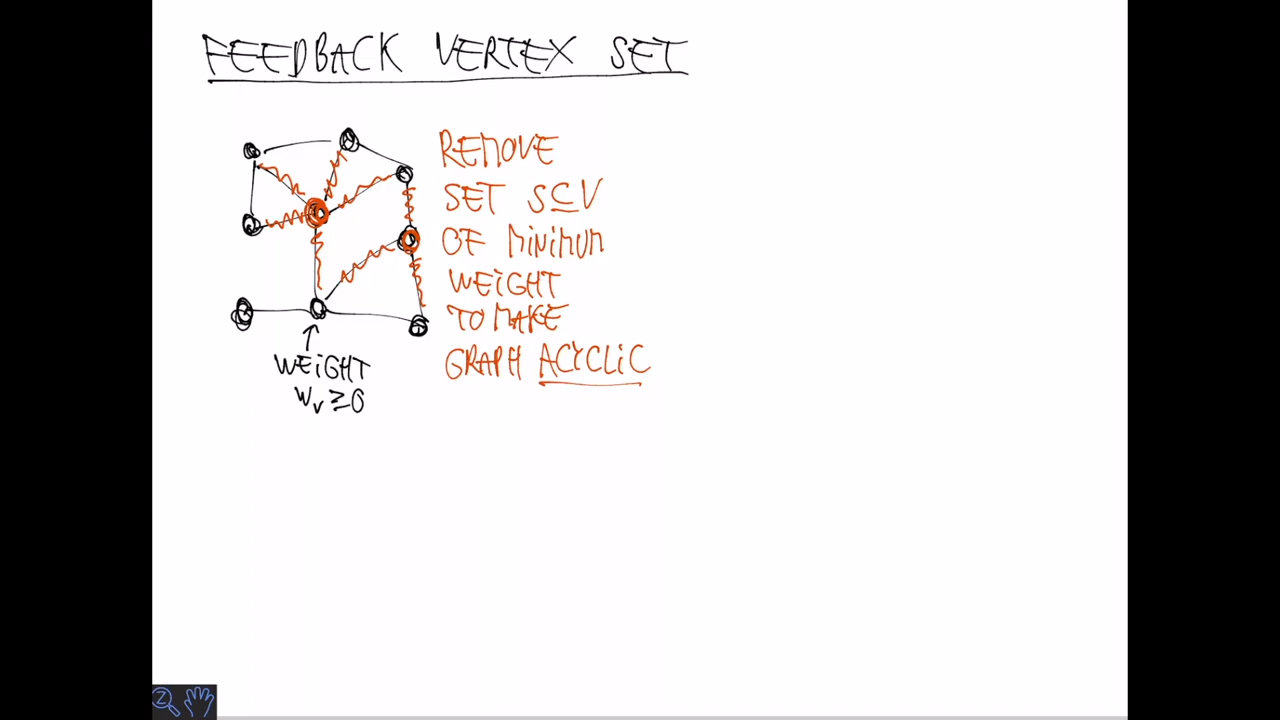 FEEDBACK VERTEX SET
REMOVE
SET S⊆V
OF MINIMUM
WEIGHT
TO MAKE
GRAPH ACYCLIC
WEIGHT
wᵥ ≥ 0
Z